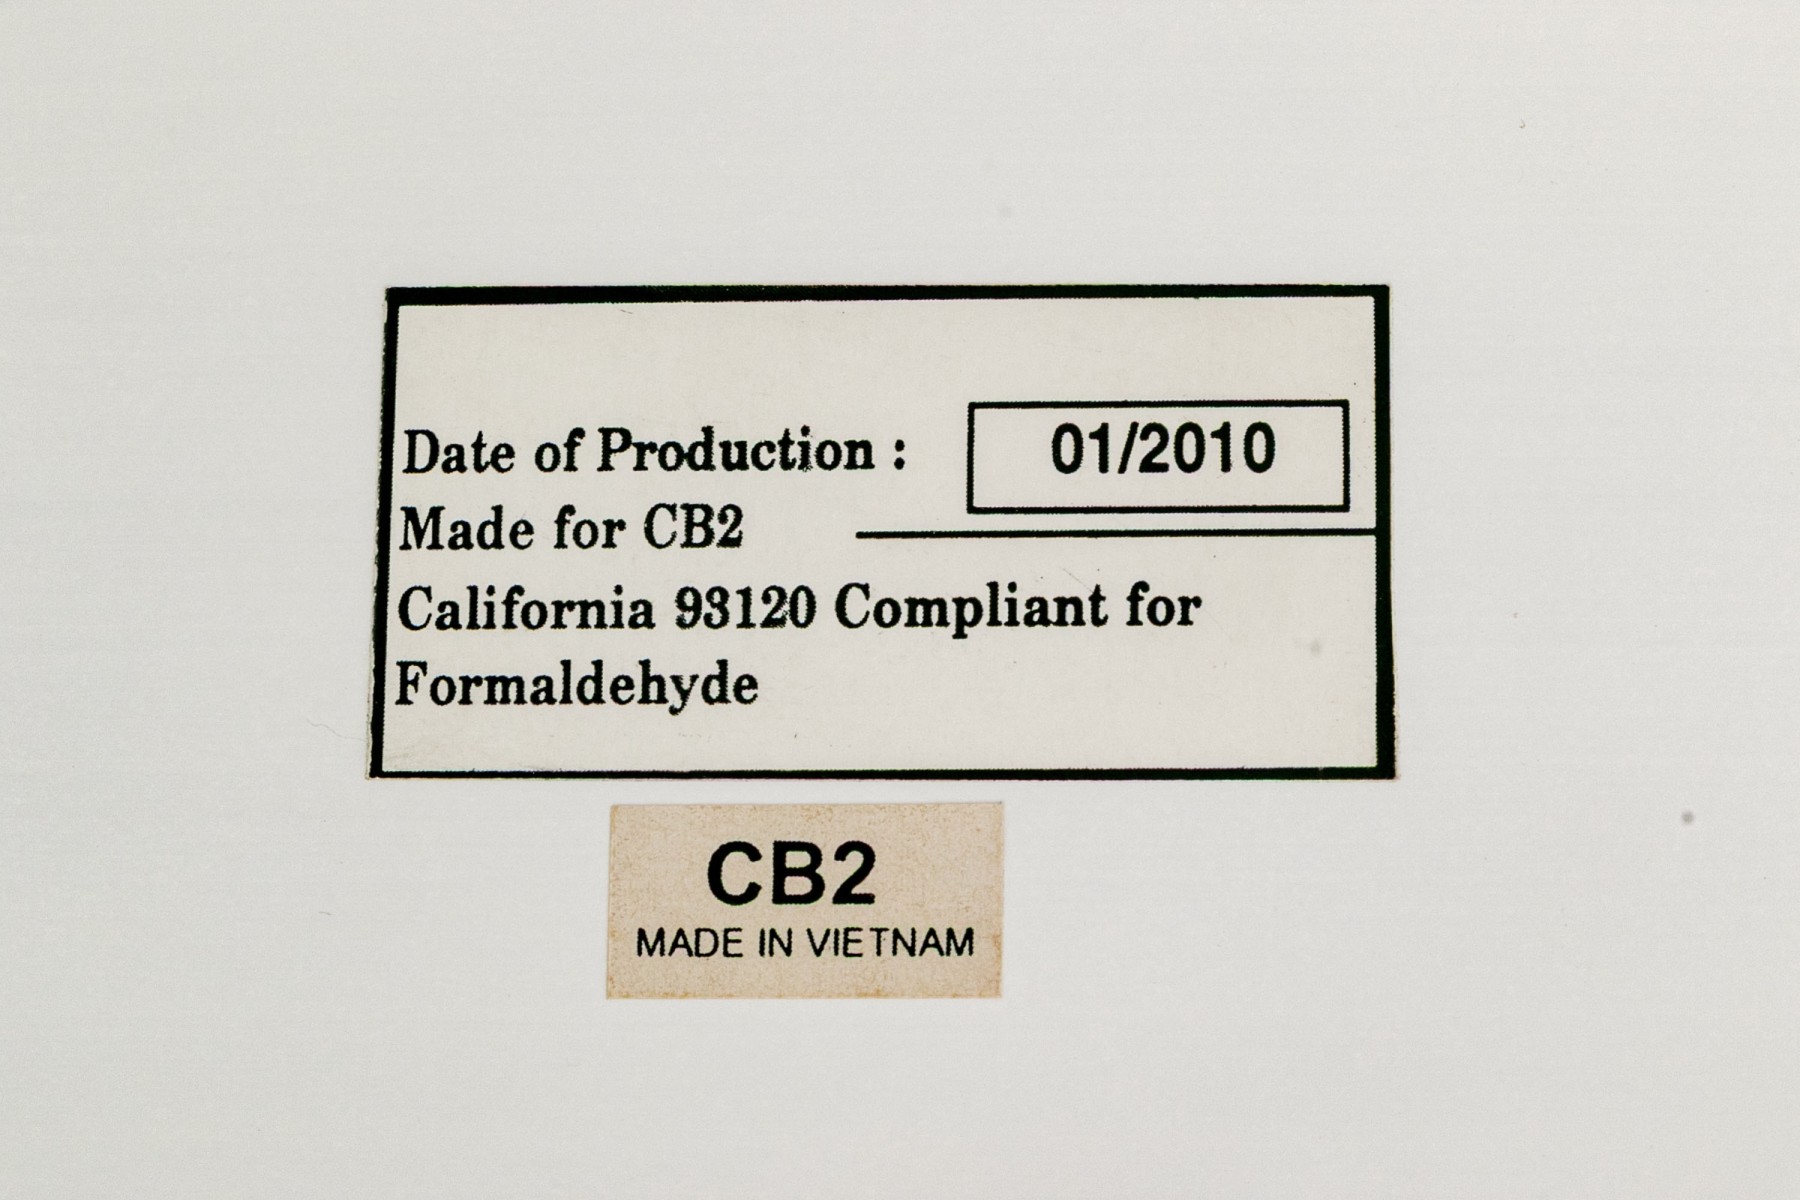 Date of Production : 01/2010
Made for CB2
California 93120 Compliant for
Formaldehyde
CB2
MADE IN VIETNAM